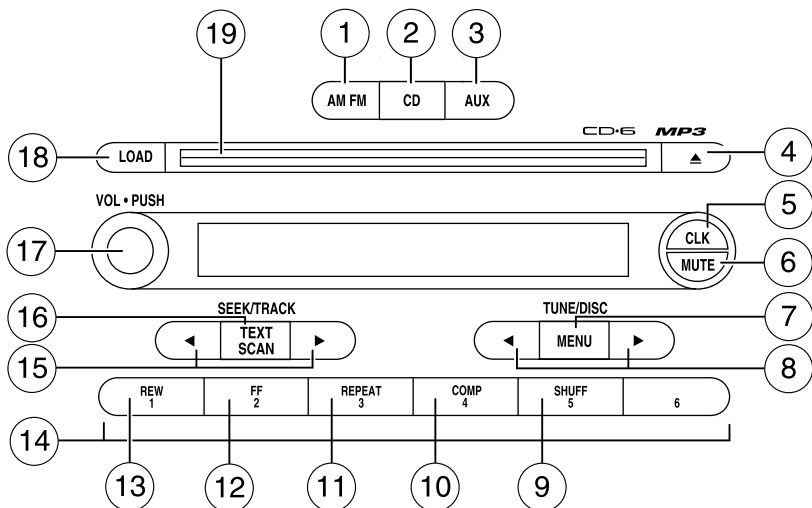 19 1 2 3
AM FM CD AUX
CD•6 MP3
18 LOAD 4
VOL • PUSH
5
17 CLK
MUTE 6
SEEK/TRACK TUNE/DISC
16 TEXT SCAN MENU 7
15 8
REW 1 FF 2 REPEAT 3 COMP 4 SHUFF 5 6
14
13 12 11 10 9